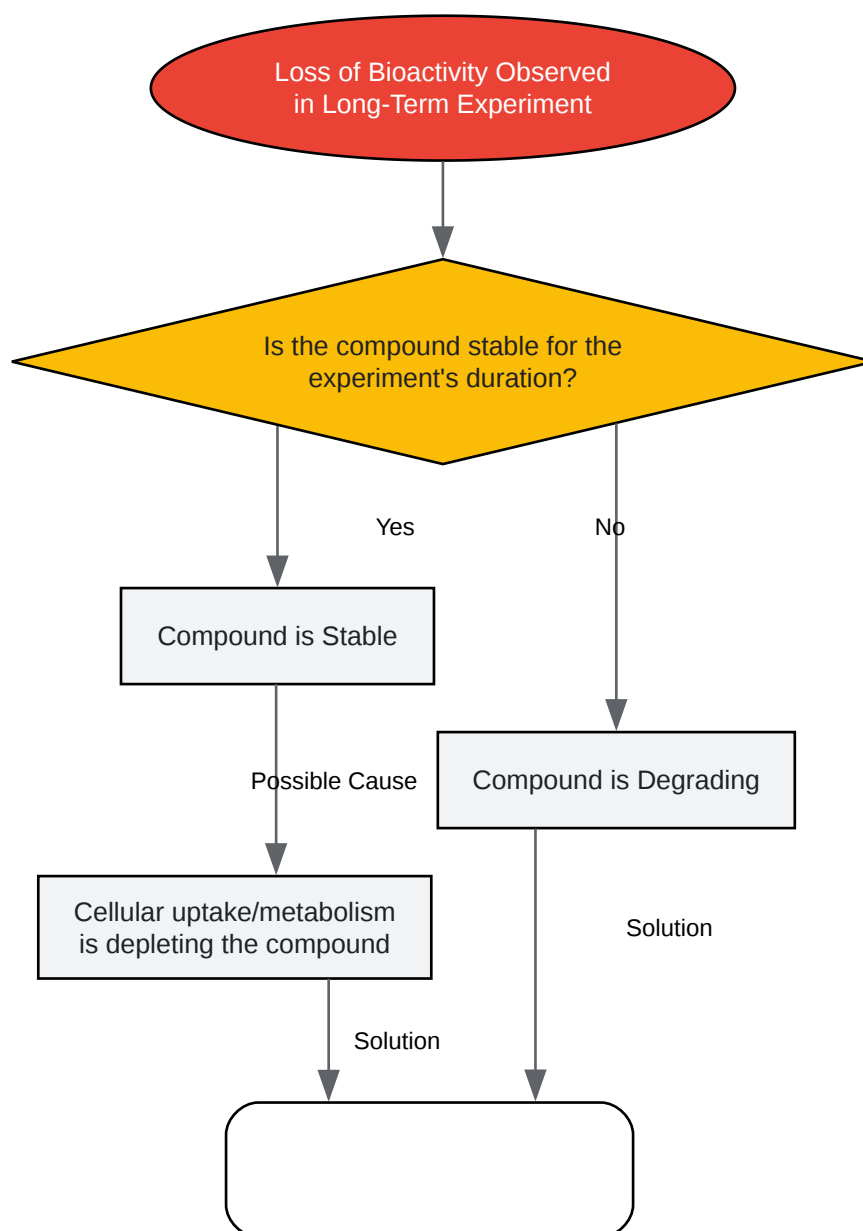 Loss of Bioactivity Observed
in Long-Term Experiment
Is the compound stable for the
experiment's duration?
Yes
No
Compound is Stable
Possible Cause
Compound is Degrading
Cellular uptake/metabolism
is depleting the compound
Solution
Solution